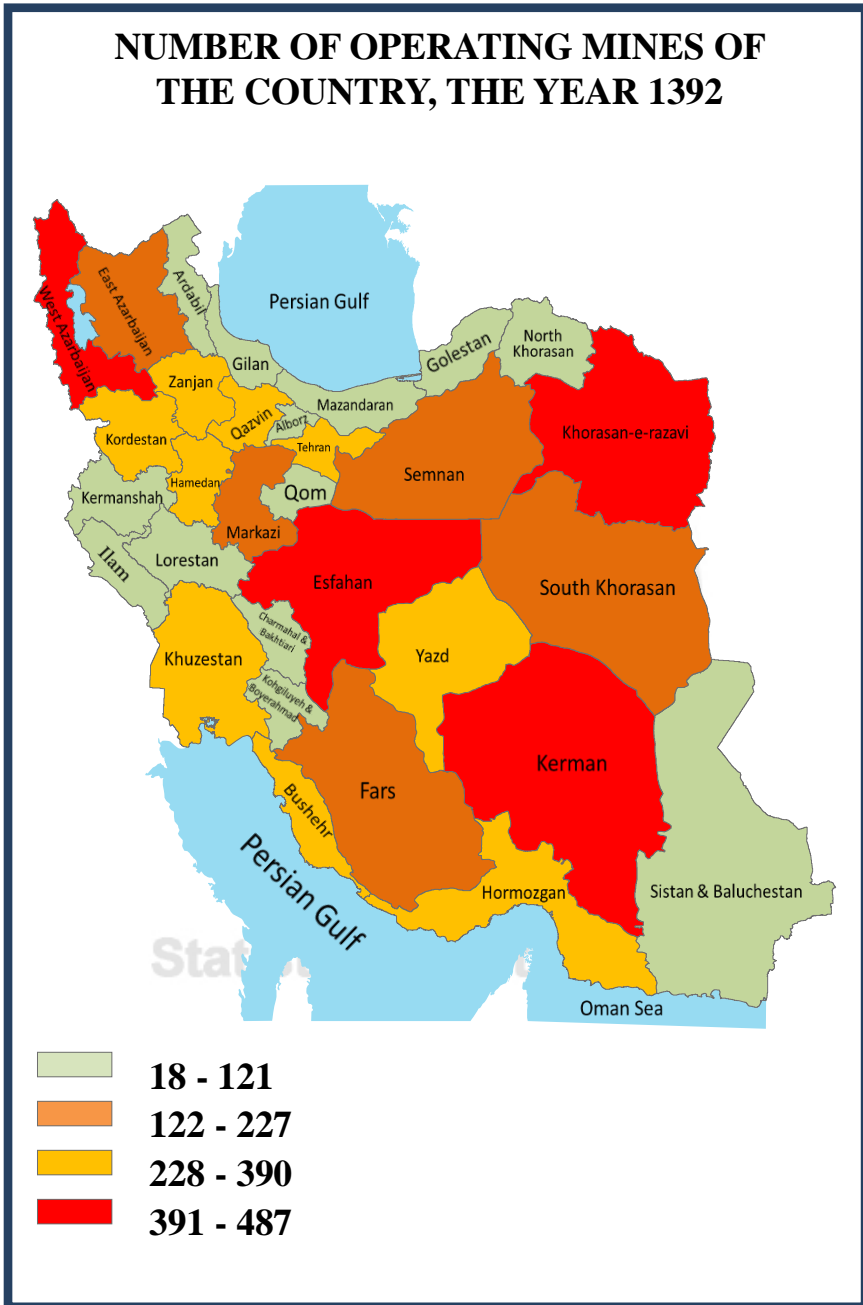 NUMBER OF OPERATING MINES OF
THE COUNTRY, THE YEAR 1392
Persian Gulf
West Azarbaijan
East Azarbaijan
Ardabil
Gilan
Golestan
North
Khorasan
Zanjan
Mazandaran
Qazvin
Alborz
Kordestan
Tehran
Khorasan-e-razavi
Hamedan
Semnan
Kermanshah
Qom
Markazi
Ilam
Lorestan
Esfahan
South Khorasan
Charmahal &
Bakhtiari
Khuzestan
Yazd
Kohgiluyeh &
Boyerahmad
Kerman
Fars
Bushehr
Persian Gulf
Hormozgan
Sistan & Baluchestan
Oman Sea
18 - 121
122 - 227
228 - 390
391 - 487